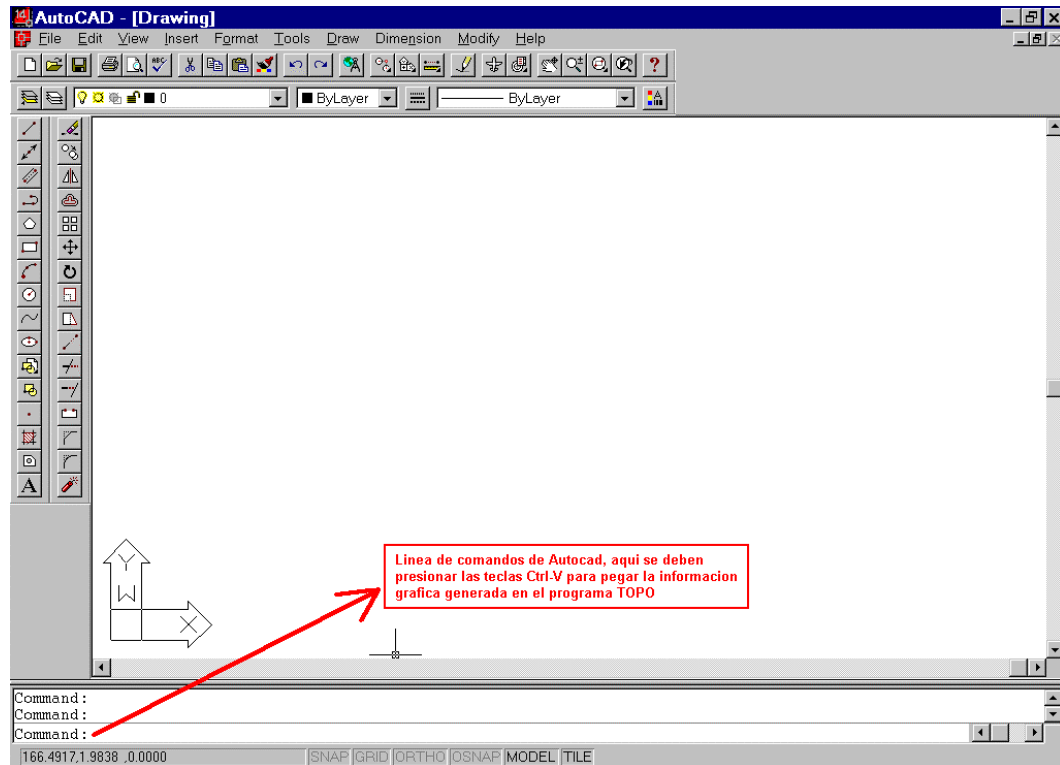 AutoCAD - [Drawing]
File Edit View Insert Format Tools Draw Dimension Modify Help
0 ByLayer ByLayer
A
Y
W
X
Linea de comandos de Autocad, aqui se deben
presionar las teclas Ctrl-V para pegar la informacion
grafica generada en el programa TOPO
Command:
Command:
Command:
166.4917,1.9838 ,0.0000 SNAP GRID ORTHO OSNAP MODEL TILE